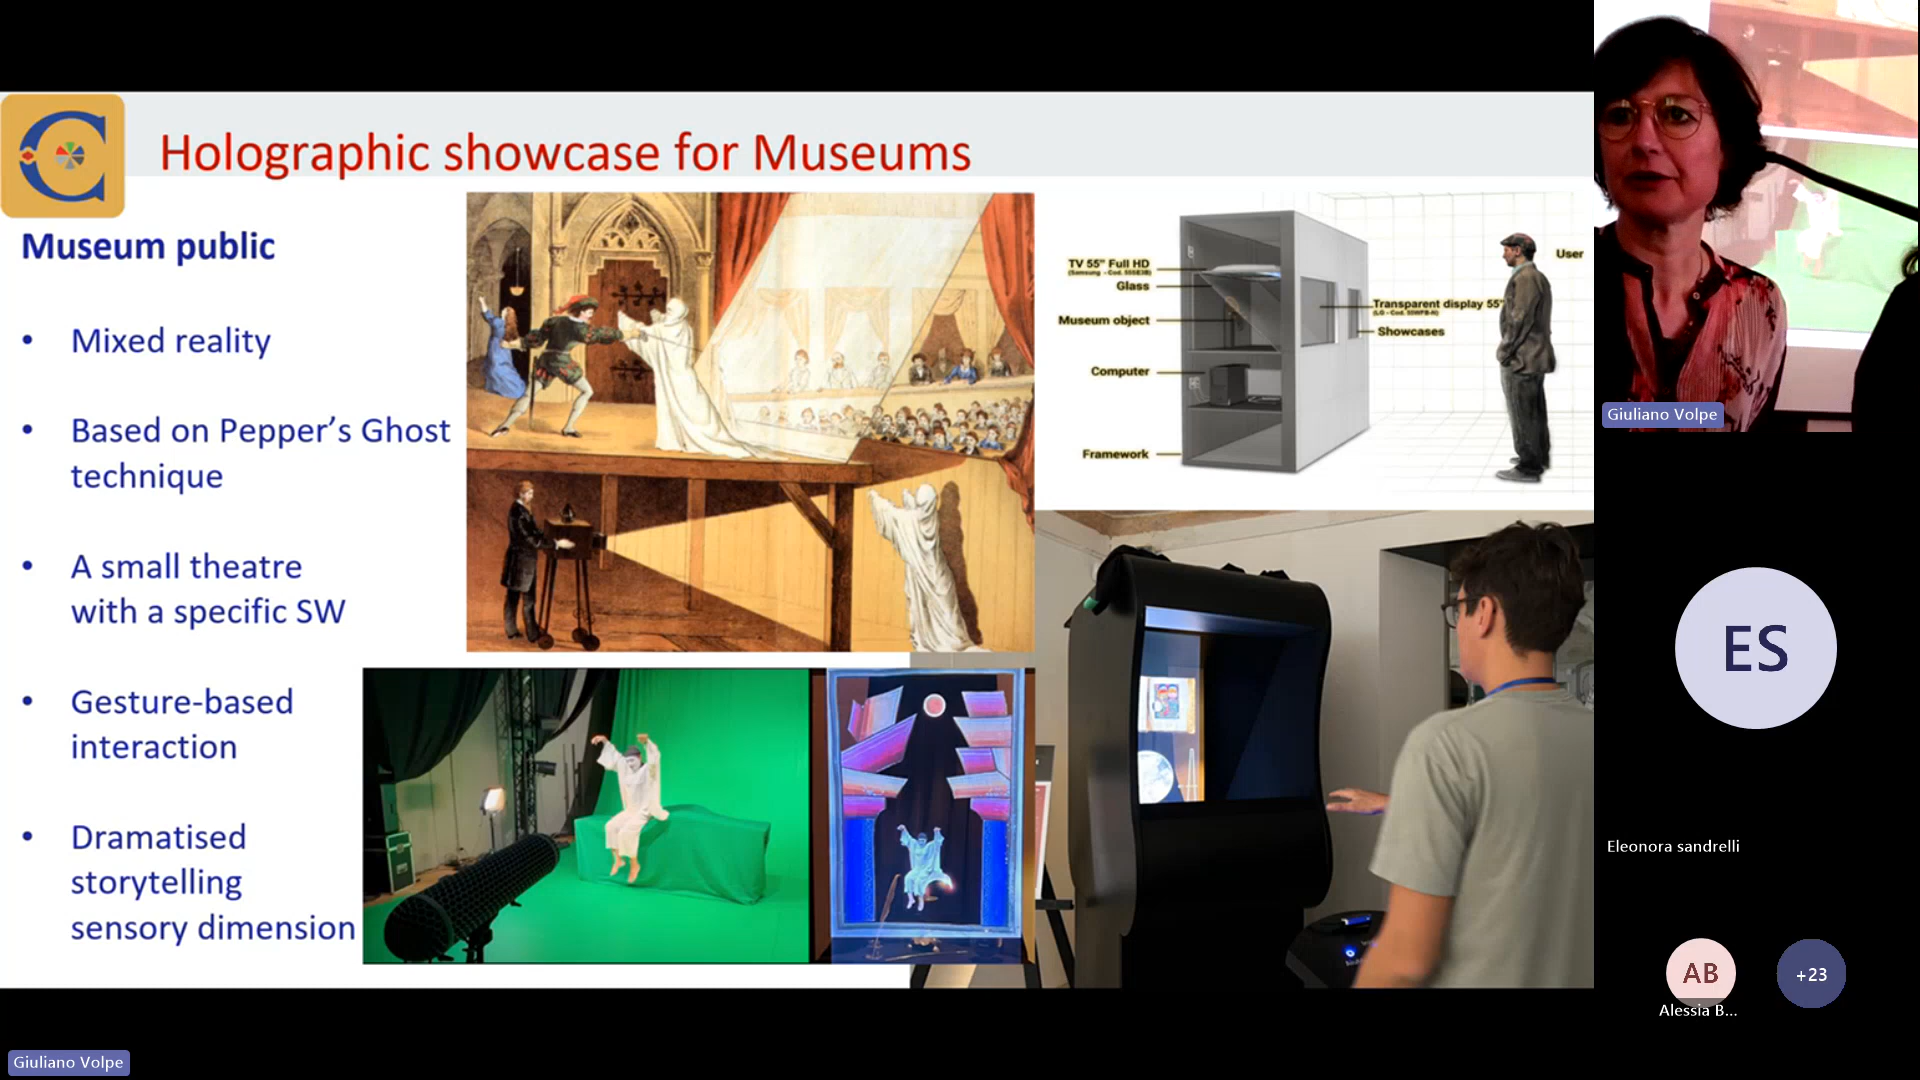 Holographic showcase for Museums
Museum public
• Mixed reality
• Based on Pepper's Ghost
technique
• A small theatre
with a specific SW
• Gesture-based
interaction
• Dramatised
storytelling
sensory dimension
TV 55" Full HD
Glass
Museum object
Computer
Framework
User
Transparent display 55"
Showcases
Giuliano Volpe
ES
Eleonora sandrelli
AB
Alessia B...
+23
Giuliano Volpe